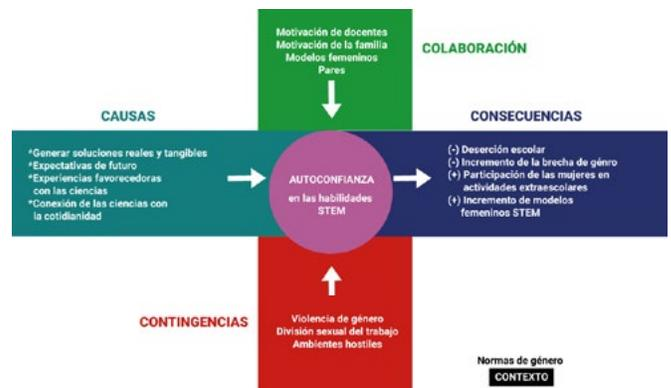 Motivación de docentes
Motivación de la familia
Modelos femeninos
Pares
COLABORACIÓN
CAUSAS
*Generar soluciones reales y tangibles
*Expectativas de futuro
*Experiencias favorecedoras
con las ciencias
*Conexión de las ciencias con
la cotidianidad
AUTOCONFIANZA
en las habilidades
STEM
CONSECUENCIAS
(-) Deserción escolar
(-) Incremento de la brecha de génro
(+) Participación de las mujeres en
actividades extraescolares
(+) Incremento de modelos
femeninos STEM
CONTINGENCIAS
Violencia de género
División sexual del trabajo
Ambientes hostiles
Normas de género
CONTEXTO